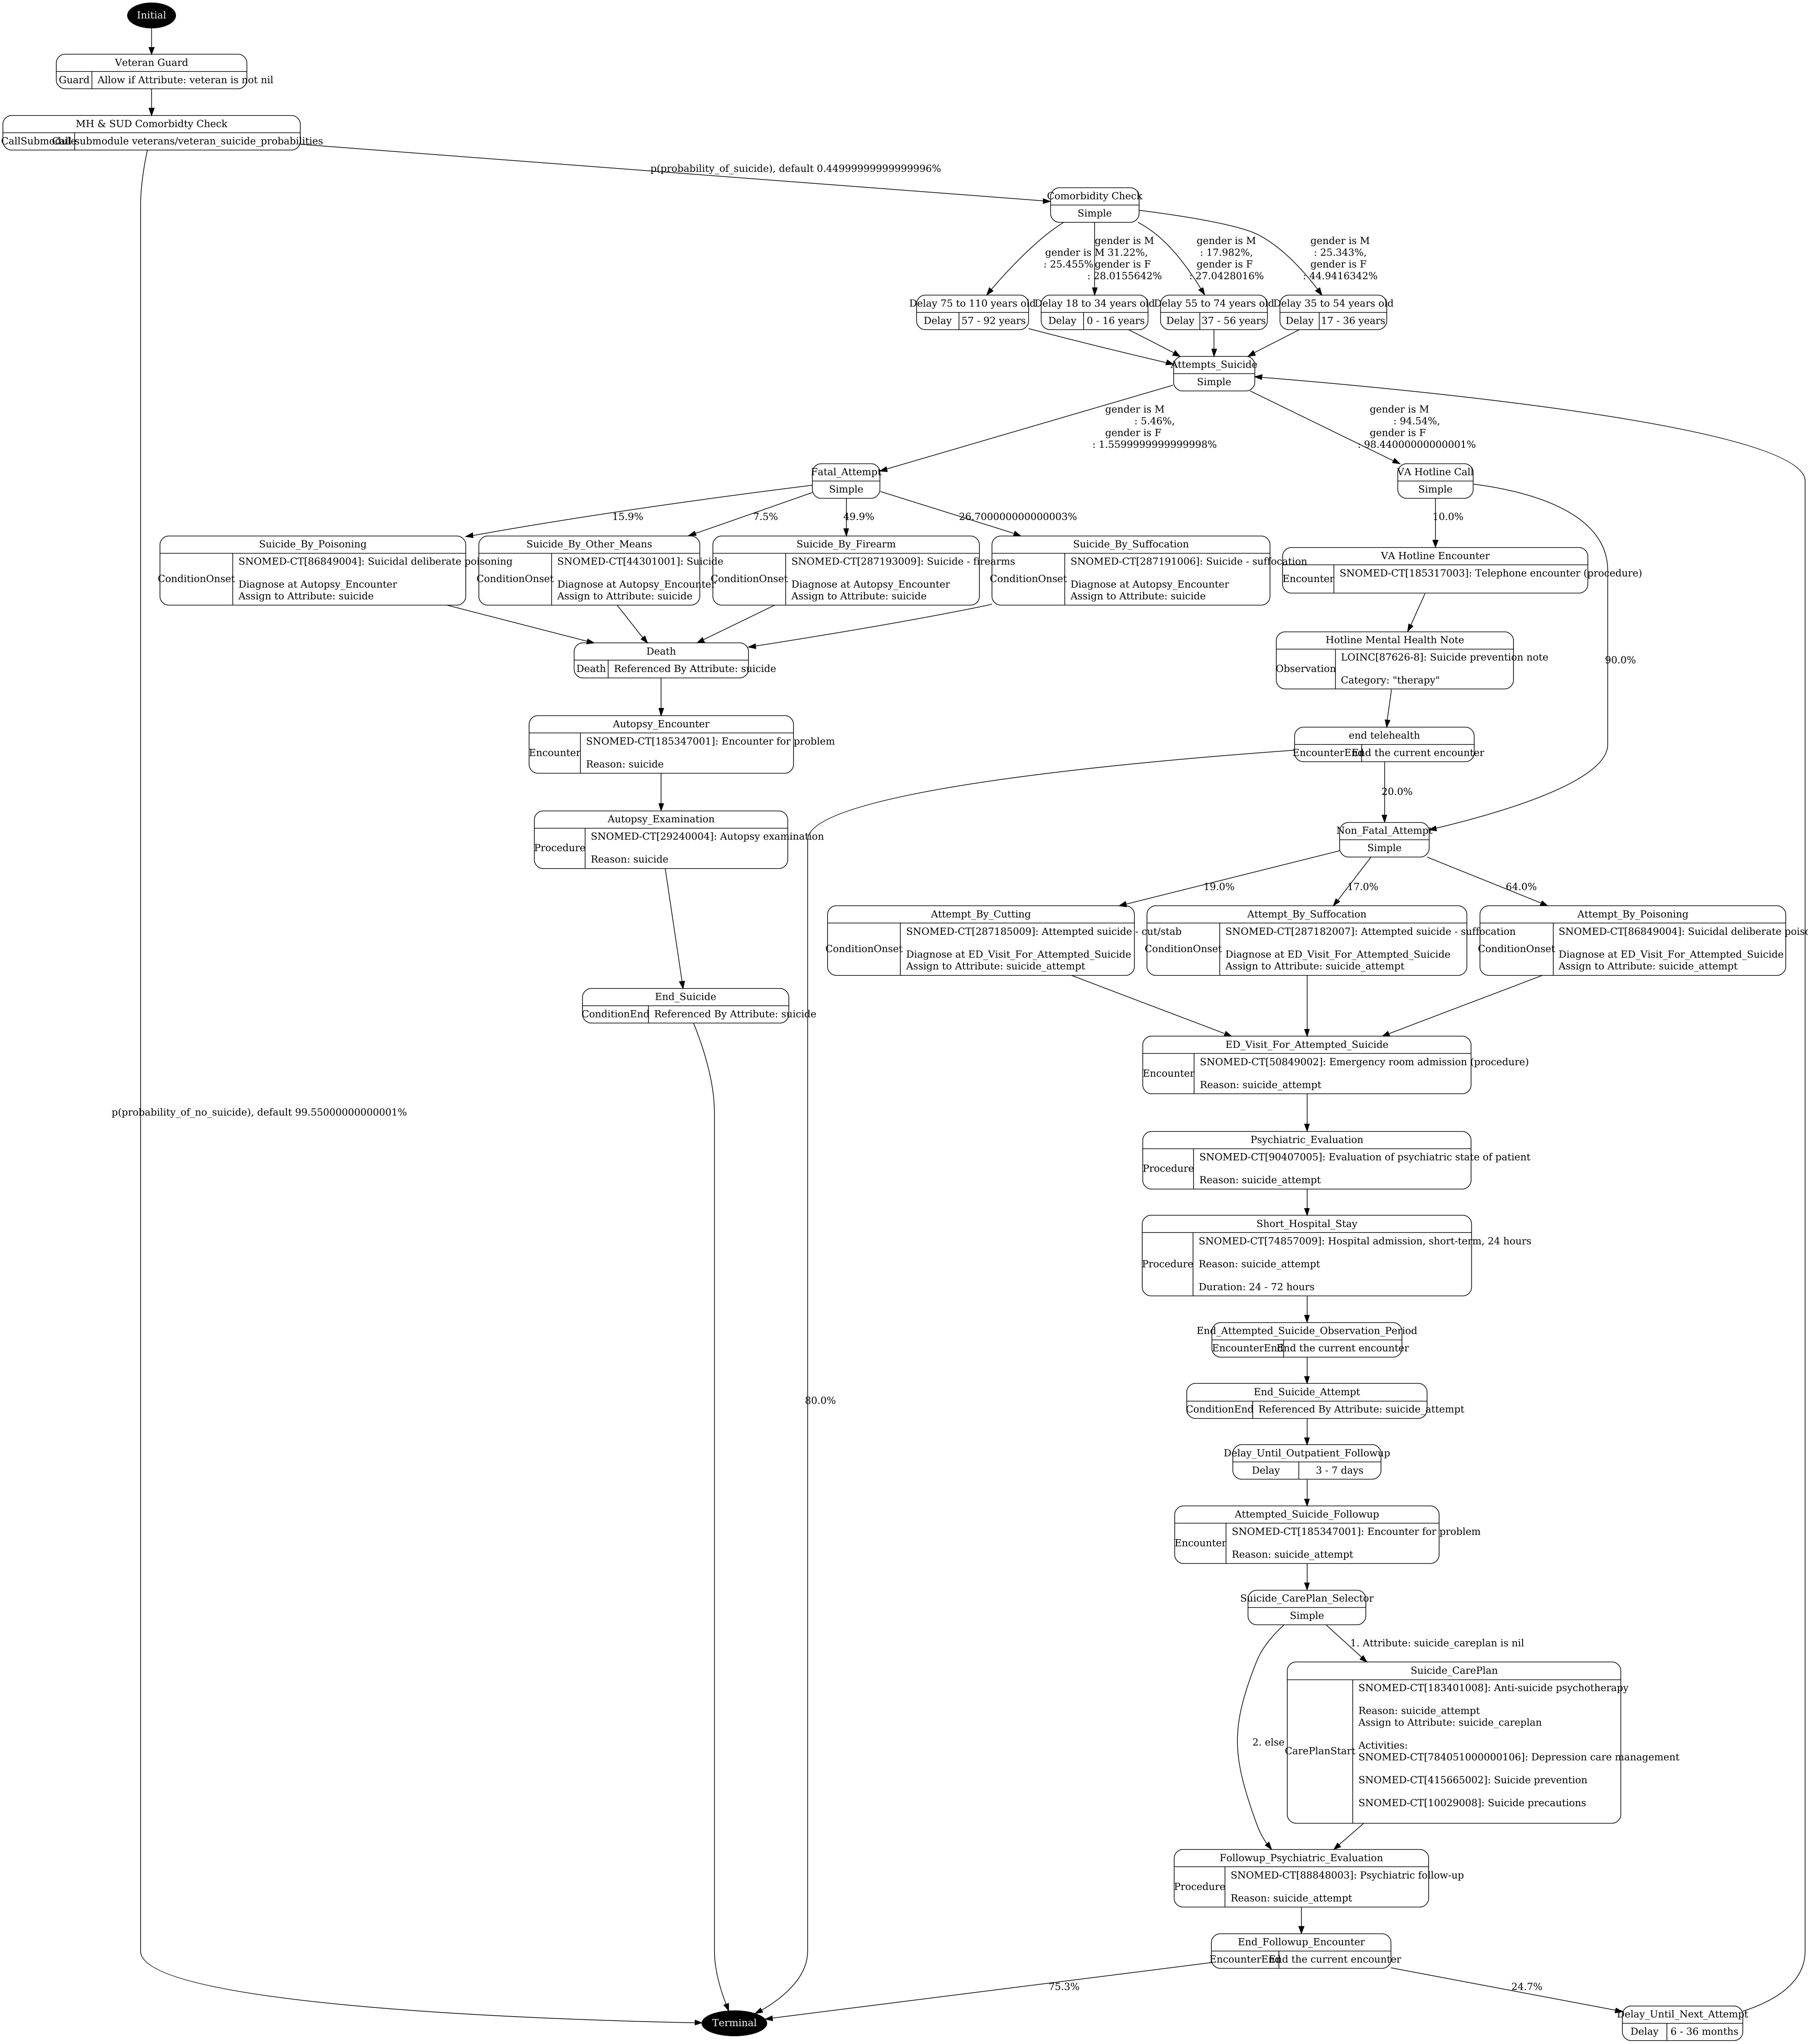 Initial
Veteran Guard
Guard
Allow if Attribute: veteran is not nil
MH & SUD Comorbidty Check
CallSubmodule
Call submodule veterans/veteran_suicide_probabilities
p(probability_of_suicide), default 0.44999999999999996%
Comorbidity Check
Simple
gender is M
: 25.455%
gender is M 31.22%,
gender is F
: 28.0155642%
gender is M
: 17.982%,
gender is F
: 27.0428016%
gender is M
: 25.343%,
gender is F
: 44.9416342%
Delay 75 to 110 years old
Delay
57 - 92 years
Delay 18 to 34 years old
Delay
0 - 16 years
Delay 55 to 74 years old
Delay
37 - 56 years
Delay 35 to 54 years old
Delay
17 - 36 years
Attempts_Suicide
Simple
gender is M
: 5.46%,
gender is F
: 1.5599999999999998%
gender is M
: 94.54%,
gender is F
: 98.44000000000001%
Fatal_Attempt
Simple
VA Hotline Call
Simple
15.9%
7.5%
49.9%
26.700000000000003%
10.0%
90.0%
Suicide_By_Poisoning
ConditionOnset
SNOMED-CT[86849004]: Suicidal deliberate poisoning
Diagnose at Autopsy_Encounter
Assign to Attribute: suicide
Suicide_By_Other_Means
ConditionOnset
SNOMED-CT[44301001]: Suicide
Diagnose at Autopsy_Encounter
Assign to Attribute: suicide
Suicide_By_Firearm
ConditionOnset
SNOMED-CT[287193009]: Suicide - firearms
Diagnose at Autopsy_Encounter
Assign to Attribute: suicide
Suicide_By_Suffocation
ConditionOnset
SNOMED-CT[287191006]: Suicide - suffocation
Diagnose at Autopsy_Encounter
Assign to Attribute: suicide
VA Hotline Encounter
Encounter
SNOMED-CT[185317003]: Telephone encounter (procedure)
Death
Death
Referenced By Attribute: suicide
Hotline Mental Health Note
Observation
LOINC[87626-8]: Suicide prevention note
Category: "therapy"
Autopsy_Encounter
Encounter
SNOMED-CT[185347001]: Encounter for problem
Reason: suicide
end telehealth
EncounterEnd
End the current encounter
20.0%
80.0%
Autopsy_Examination
Procedure
SNOMED-CT[29240004]: Autopsy examination
Reason: suicide
Non_Fatal_Attempt
Simple
19.0%
17.0%
64.0%
Attempt_By_Cutting
ConditionOnset
SNOMED-CT[287185009]: Attempted suicide - cut/stab
Diagnose at ED_Visit_For_Attempted_Suicide
Assign to Attribute: suicide_attempt
Attempt_By_Suffocation
ConditionOnset
SNOMED-CT[287182007]: Attempted suicide - suffocation
Diagnose at ED_Visit_For_Attempted_Suicide
Assign to Attribute: suicide_attempt
Attempt_By_Poisoning
ConditionOnset
SNOMED-CT[86849004]: Suicidal deliberate
Diagnose at ED_Visit_For_Attempted_Suicide
Assign to Attribute: suicide_attempt
End_Suicide
ConditionEnd
Referenced By Attribute: suicide
ED_Visit_For_Attempted_Suicide
Encounter
SNOMED-CT[50849002]: Emergency room admission (procedure)
Reason: suicide_attempt
p(probability_of_no_suicide), default 99.55000000000001%
Psychiatric_Evaluation
Procedure
SNOMED-CT[90407005]: Evaluation of psychiatric state of patient
Reason: suicide_attempt
Short_Hospital_Stay
Procedure
SNOMED-CT[74857009]: Hospital admission, short-term, 24 hours
Reason: suicide_attempt
Duration: 24 - 72 hours
End_Attempted_Suicide_Observation_Period
EncounterEnd
End the current encounter
End_Suicide_Attempt
ConditionEnd
Referenced By Attribute: suicide_attempt
Delay_Until_Outpatient_Followup
Delay
3 - 7 days
Attempted_Suicide_Followup
Encounter
SNOMED-CT[185347001]: Encounter for problem
Reason: suicide_attempt
Suicide_CarePlan_Selector
Simple
1. Attribute: suicide_careplan is nil
2. else
Suicide_CarePlan
CarePlanStart
SNOMED-CT[183401008]: Anti-suicide psychotherapy
Reason: suicide_attempt
Assign to Attribute: suicide_careplan
Activities:
SNOMED-CT[784051000000106]: Depression care management
SNOMED-CT[415665002]: Suicide prevention
SNOMED-CT[10029008]: Suicide precautions
Followup_Psychiatric_Evaluation
Procedure
SNOMED-CT[88848003]: Psychiatric follow-up
Reason: suicide_attempt
End_Followup_Encounter
EncounterEnd
End the current encounter
75.3%
24.7%
Terminal
Delay_Until_Next_Attempt
Delay
6 - 36 months